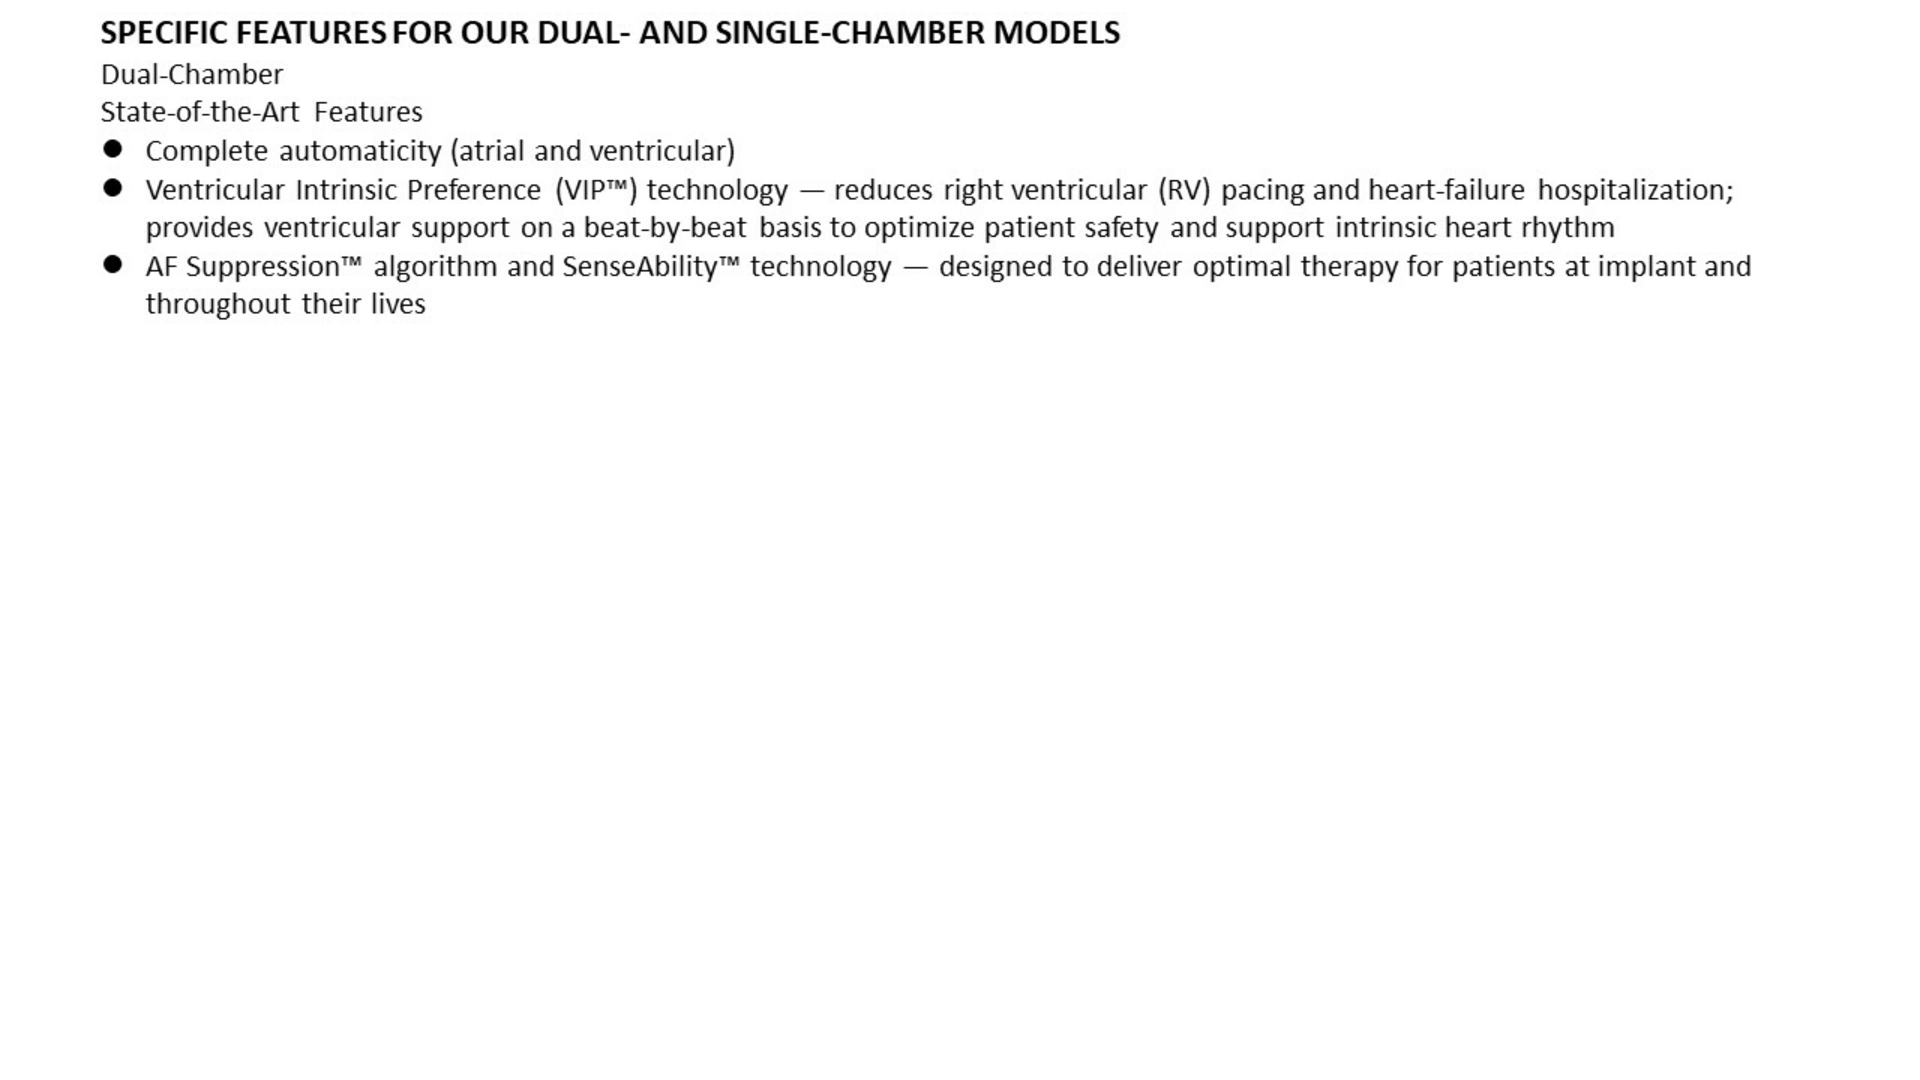 SPECIFIC FEATURES FOR OUR DUAL- AND SINGLE-CHAMBER MODELS
Dual-Chamber
State-of-the-Art Features
● Complete automaticity (atrial and ventricular)
● Ventricular Intrinsic Preference (VIP™) technology — reduces right ventricular (RV) pacing and heart-failure hospitalization;
provides ventricular support on a beat-by-beat basis to optimize patient safety and support intrinsic heart rhythm
● AF Suppression™ algorithm and SenseAbility™ technology — designed to deliver optimal therapy for patients at implant and
throughout their lives